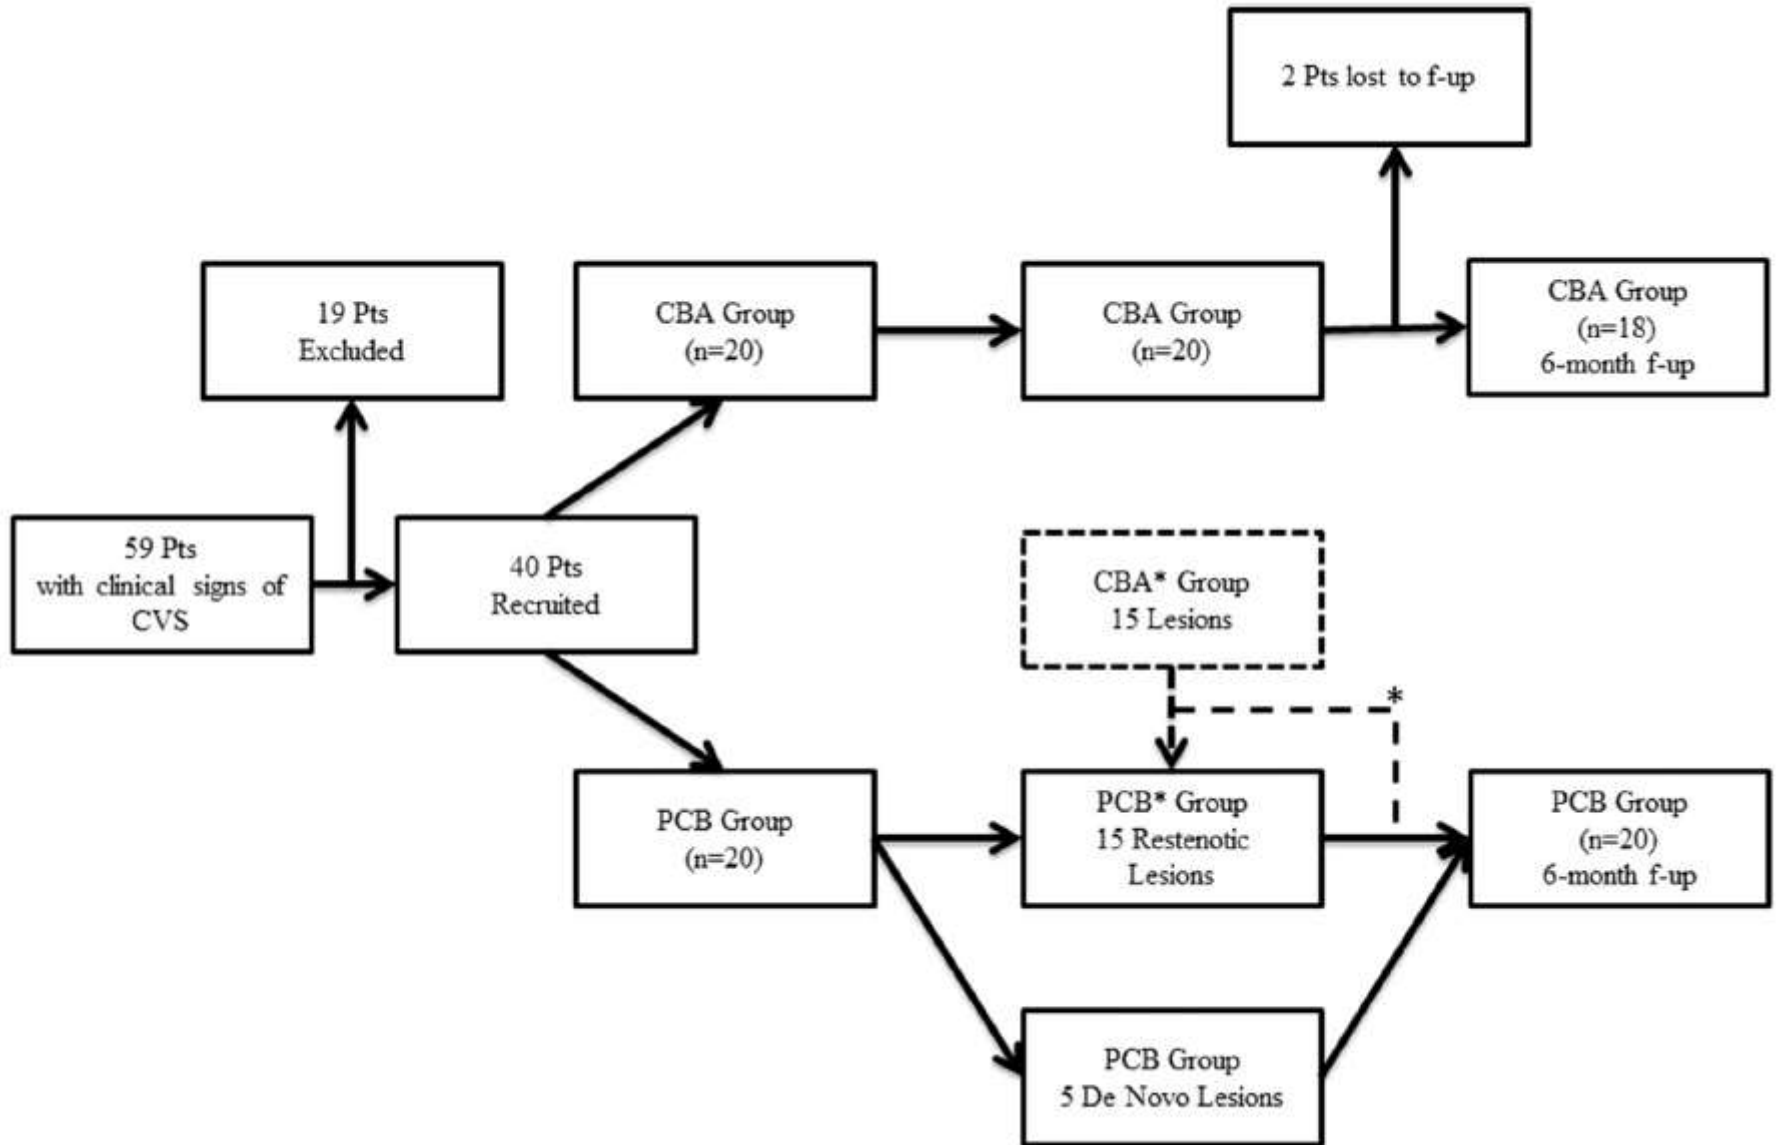 2 Pts lost to f-up
19 Pts
Excluded
CBA Group
(n=20)
CBA Group
(n=20)
CBA Group
(n=18)
6-month f-up
59 Pts
with clinical signs of
CVS
40 Pts
Recruited
CBA* Group
15 Lesions
*
PCB Group
(n=20)
PCB* Group
15 Restenotic
Lesions
PCB Group
(n=20)
6-month f-up
PCB Group
5 De Novo Lesions